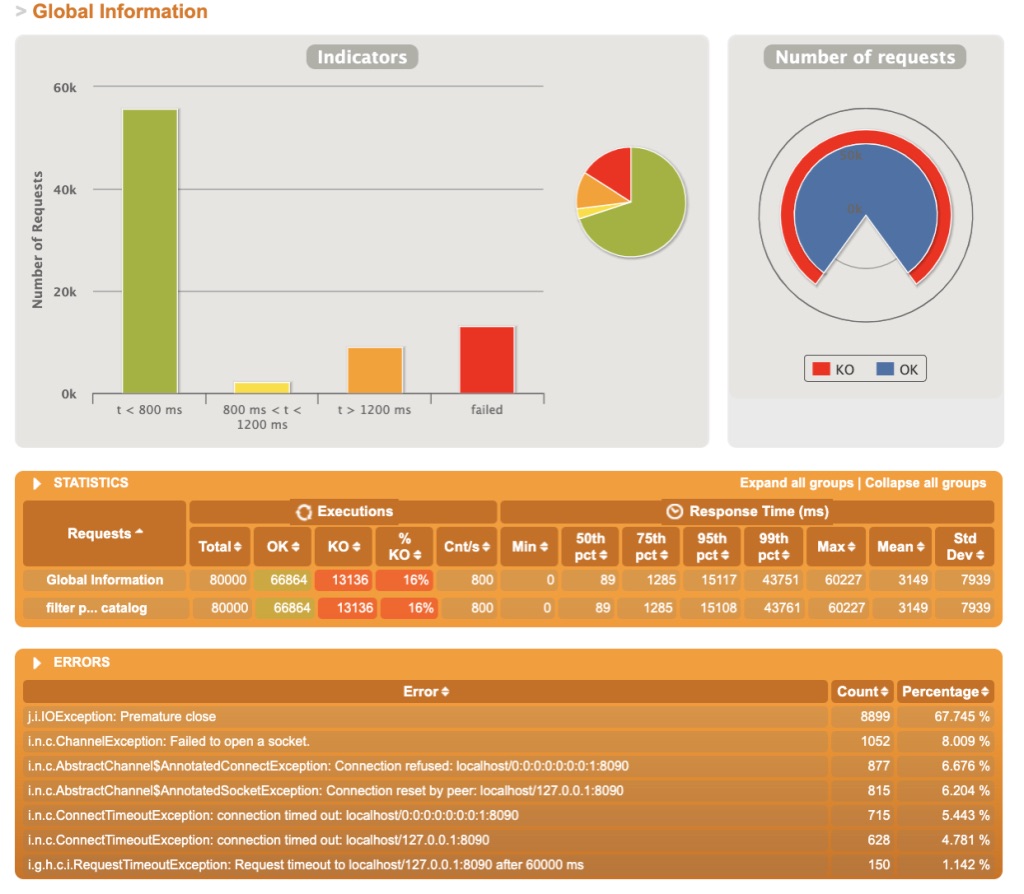 > Global Information
Indicators
Number of requests
Number of Requests
60k
40k
20k
0k
t < 800 ms
800 ms < t <
1200 ms
t > 1200 ms
failed
50k
0k
KO
OK
STATISTICS
Expand all groups | Collapse all groups
Requests
Executions
Response Time (ms)
Total OK KO % KO Cnt/s Min 50th pct 75th pct 95th pct 99th pct Max Mean Std Dev
Global Information 80000 66864 13136 16% 800 0 89 1285 15117 43751 60227 3149 7939
filter p... catalog 80000 66864 13136 16% 800 0 89 1285 15108 43761 60227 3149 7939
ERRORS
Error Count Percentage
j.i.IOException: Premature close 8899 67.745 %
i.n.c.ChannelException: Failed to open a socket. 1052 8.009 %
i.n.c.AbstractChannel$AnnotatedConnectException: Connection refused: localhost/0:0:0:0:0:0:0:1:8090 877 6.676 %
i.n.c.AbstractChannel$AnnotatedSocketException: Connection reset by peer: localhost/127.0.0.1:8090 815 6.204 %
i.n.c.ConnectTimeoutException: connection timed out: localhost/0:0:0:0:0:0:0:1:8090 715 5.443 %
i.n.c.ConnectTimeoutException: connection timed out: localhost/127.0.0.1:8090 628 4.781 %
i.g.h.c.i.RequestTimeoutException: Request timeout to localhost/127.0.0.1:8090 after 60000 ms 150 1.142 %